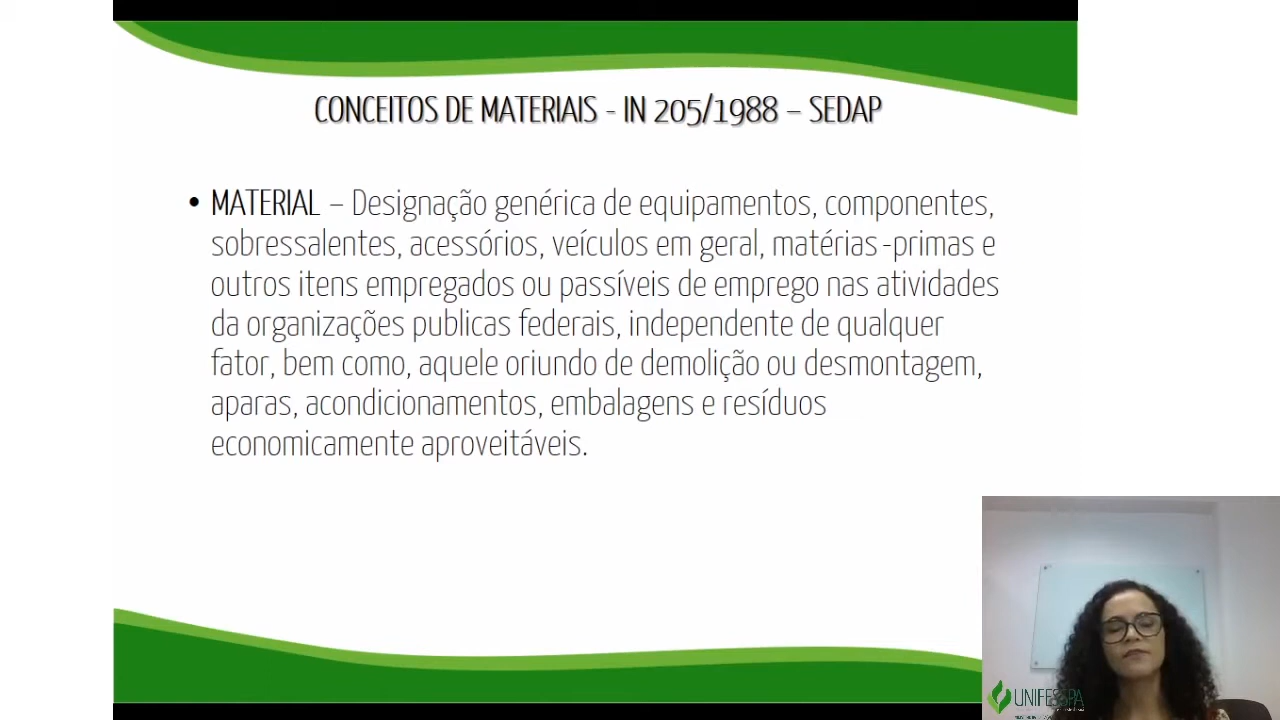 CONCEITOS DE MATERIAIS - IN 205/1988 – SEDAP
• MATERIAL – Designação genérica de equipamentos, componentes,
sobressalentes, acessórios, veículos em geral, matérias-primas e
outros itens empregados ou passíveis de emprego nas atividades
da organizações publicas federais, independente de qualquer
fator, bem como, aquele oriundo de demolição ou desmontagem,
aparas, acondicionamentos, embalagens e resíduos
economicamente aproveitáveis.
UNIFESSPA